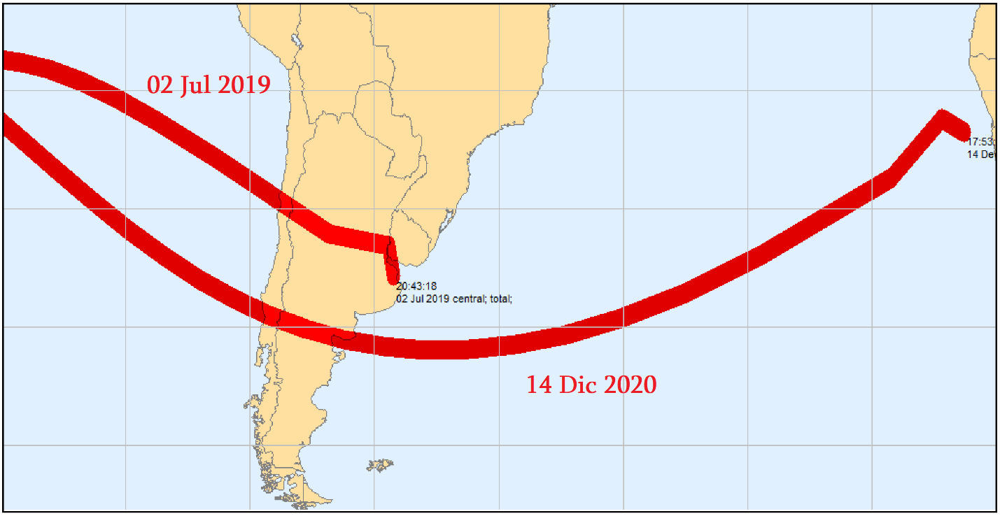 02 Jul 2019
17:53:
14 De
20:43:18
02 Jul 2019 central; total;
14 Dic 2020